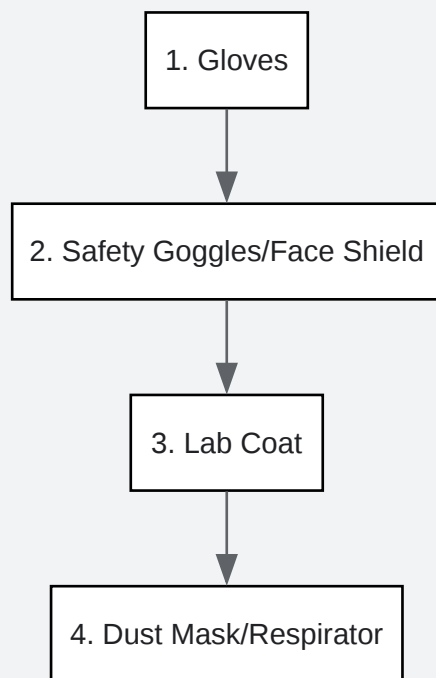 1. Gloves
2. Safety Goggles/Face Shield
3. Lab Coat
4. Dust Mask/Respirator